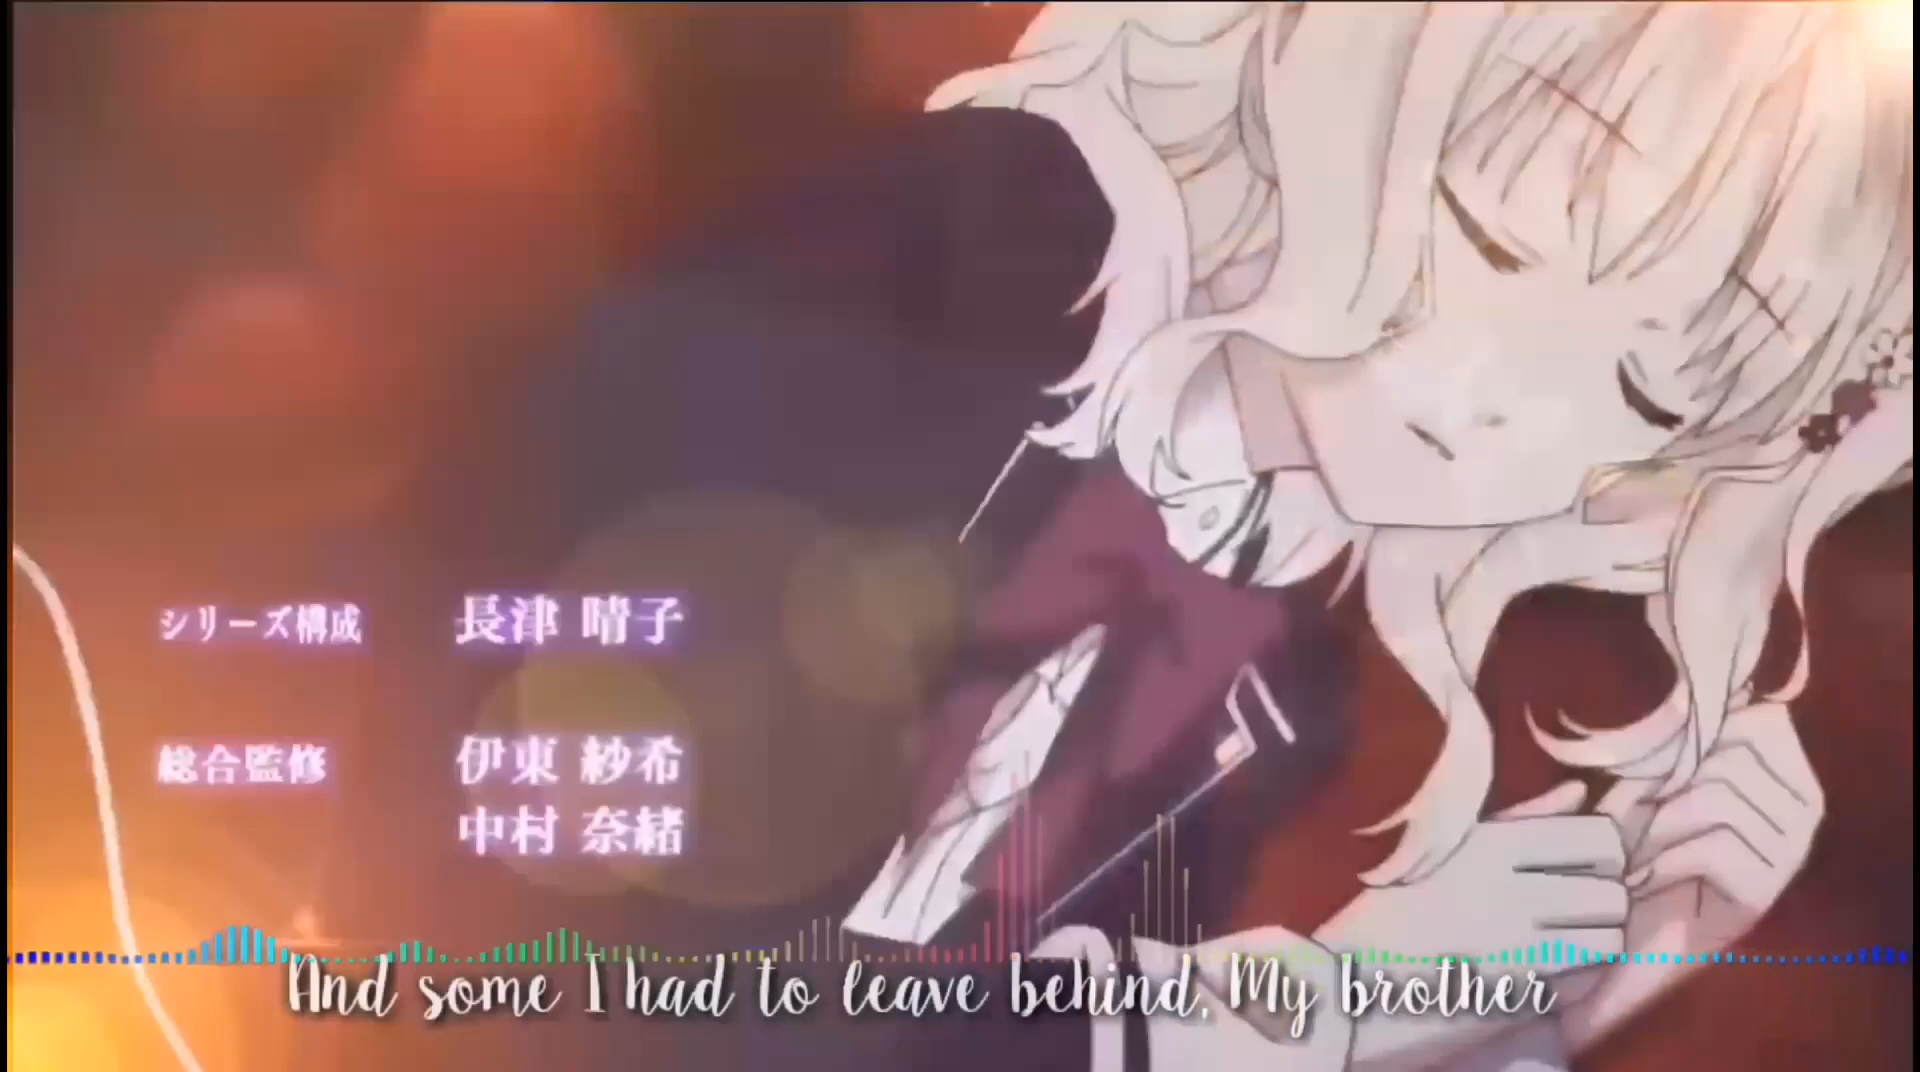 シリーズ構成 長津 晴子
総合監修 伊東 紗希
中村 奈緒
And some I had to leave behind, My brother